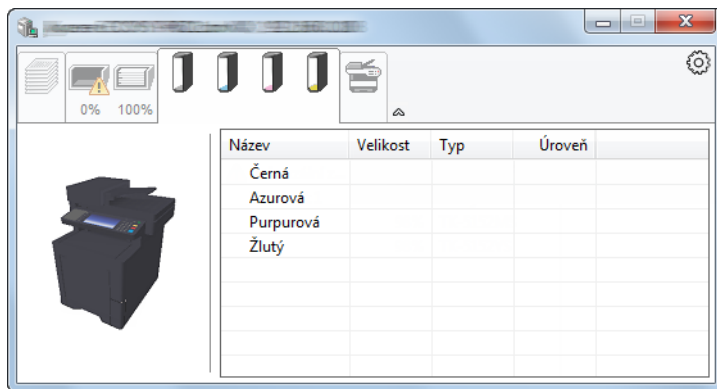 0% 100%
Název Velikost Typ Úroveň
Černá
Azurová
Purpurová
Žlutý